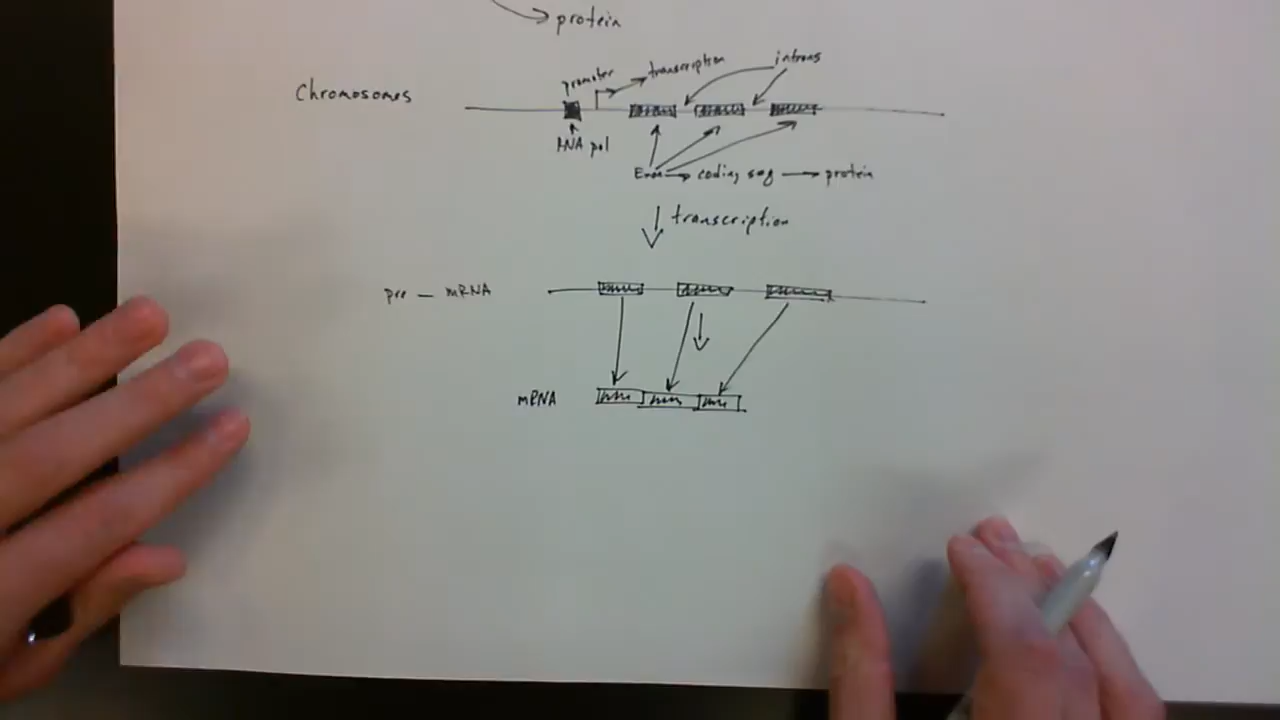 protein
promoter
transcription
introns
Chromosomes
RNA pol
Exon
coding seq
protein
transcription
pre - mRNA
mRNA